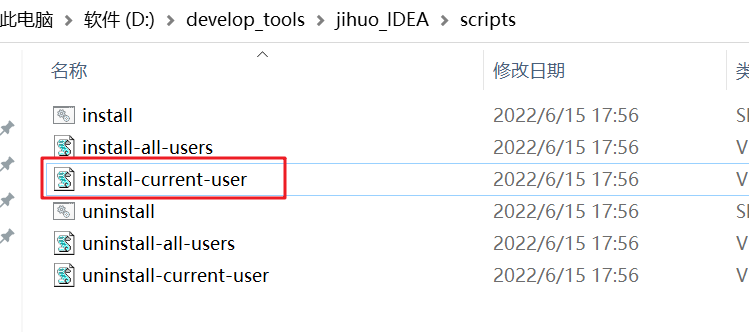 此电脑 > 软件 (D:) > develop_tools > jihuo_IDEA > scripts
名称 修改日期
install 2022/6/15 17:56
install-all-users 2022/6/15 17:56
install-current-user 2022/6/15 17:56
uninstall 2022/6/15 17:56
uninstall-all-users 2022/6/15 17:56
uninstall-current-user 2022/6/15 17:56